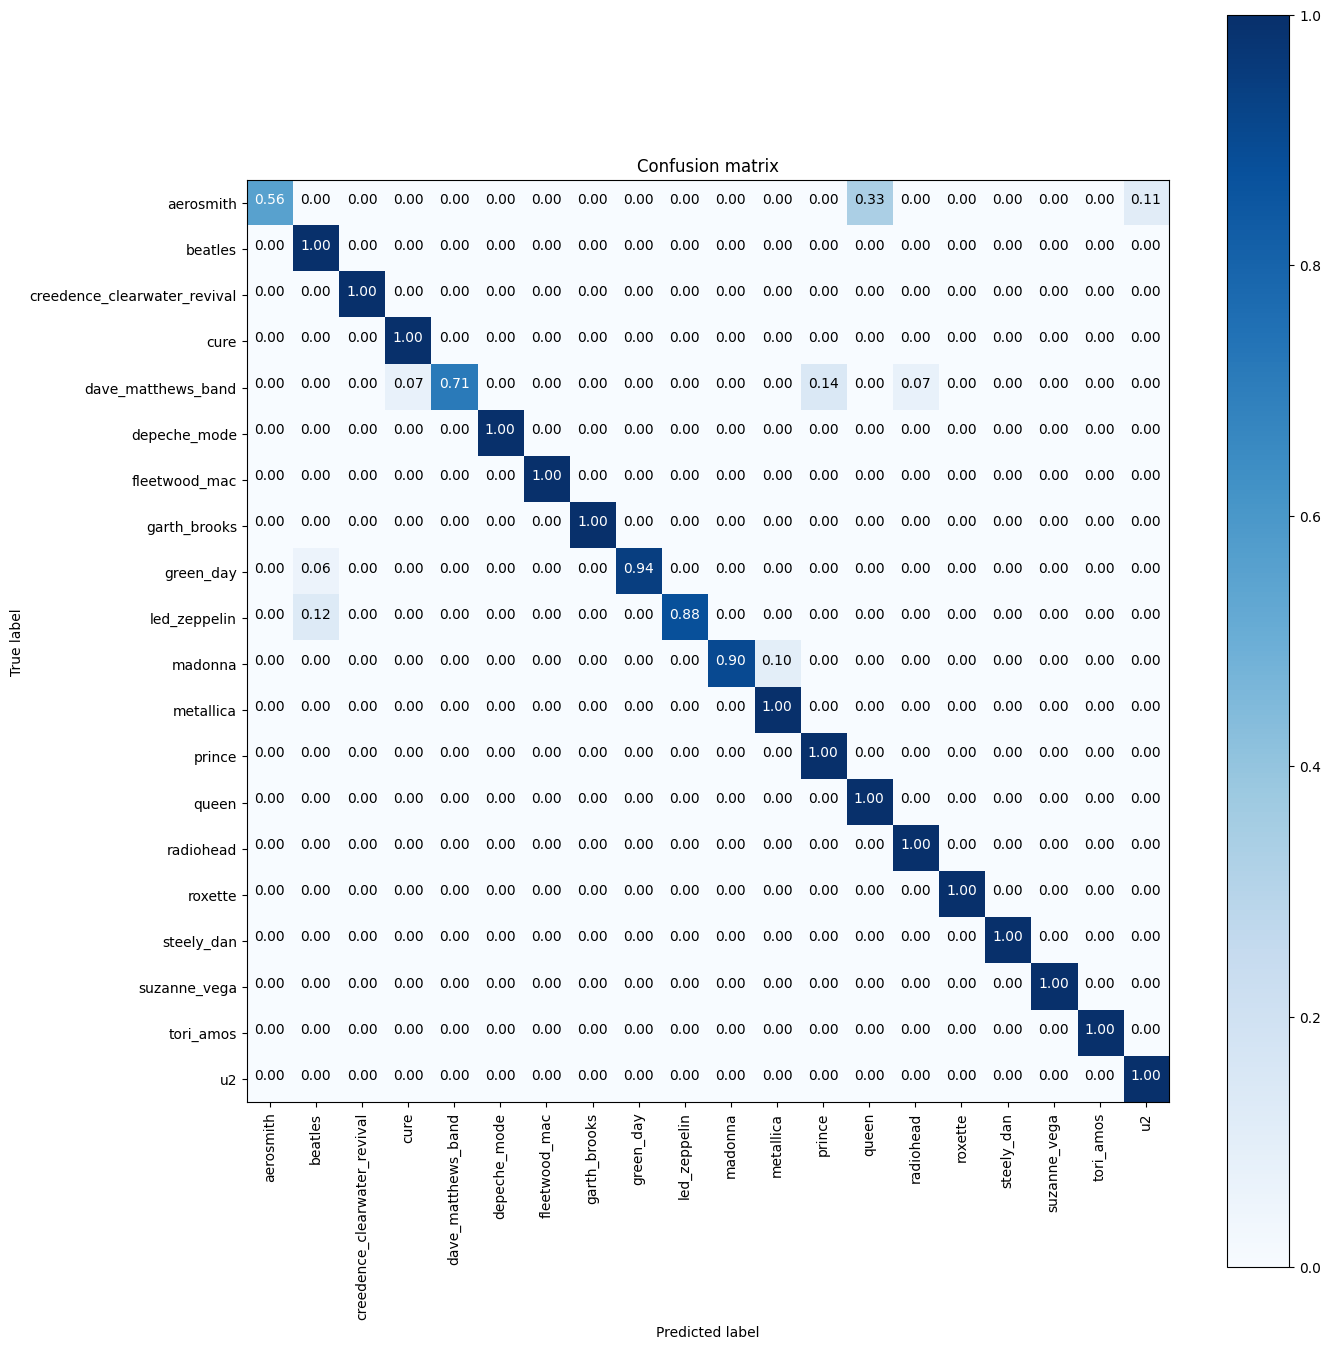 Confusion matrix
aerosmith 0.56 0.00 0.00 0.00 0.00 0.00 0.00 0.00 0.00 0.00 0.00 0.00 0.00 0.33 0.00 0.00 0.00 0.00 0.00 0.11
beatles 0.00 1.00 0.00 0.00 0.00 0.00 0.00 0.00 0.00 0.00 0.00 0.00 0.00 0.00 0.00 0.00 0.00 0.00 0.00 0.00
creedence_clearwater_revival 0.00 0.00 1.00 0.00 0.00 0.00 0.00 0.00 0.00 0.00 0.00 0.00 0.00 0.00 0.00 0.00 0.00 0.00 0.00 0.00
cure 0.00 0.00 0.00 1.00 0.00 0.00 0.00 0.00 0.00 0.00 0.00 0.00 0.00 0.00 0.00 0.00 0.00 0.00 0.00 0.00
dave_matthews_band 0.00 0.00 0.00 0.07 0.71 0.00 0.00 0.00 0.00 0.00 0.00 0.00 0.14 0.00 0.07 0.00 0.00 0.00 0.00 0.00
depeche_mode 0.00 0.00 0.00 0.00 0.00 1.00 0.00 0.00 0.00 0.00 0.00 0.00 0.00 0.00 0.00 0.00 0.00 0.00 0.00 0.00
fleetwood_mac 0.00 0.00 0.00 0.00 0.00 0.00 1.00 0.00 0.00 0.00 0.00 0.00 0.00 0.00 0.00 0.00 0.00 0.00 0.00 0.00
garth_brooks 0.00 0.00 0.00 0.00 0.00 0.00 0.00 1.00 0.00 0.00 0.00 0.00 0.00 0.00 0.00 0.00 0.00 0.00 0.00 0.00
green_day 0.00 0.06 0.00 0.00 0.00 0.00 0.00 0.00 0.94 0.00 0.00 0.00 0.00 0.00 0.00 0.00 0.00 0.00 0.00 0.00
led_zeppelin 0.00 0.12 0.00 0.00 0.00 0.00 0.00 0.00 0.00 0.88 0.00 0.00 0.00 0.00 0.00 0.00 0.00 0.00 0.00 0.00
madonna 0.00 0.00 0.00 0.00 0.00 0.00 0.00 0.00 0.00 0.00 0.90 0.10 0.00 0.00 0.00 0.00 0.00 0.00 0.00 0.00
metallica 0.00 0.00 0.00 0.00 0.00 0.00 0.00 0.00 0.00 0.00 0.00 1.00 0.00 0.00 0.00 0.00 0.00 0.00 0.00 0.00
prince 0.00 0.00 0.00 0.00 0.00 0.00 0.00 0.00 0.00 0.00 0.00 0.00 1.00 0.00 0.00 0.00 0.00 0.00 0.00 0.00
queen 0.00 0.00 0.00 0.00 0.00 0.00 0.00 0.00 0.00 0.00 0.00 0.00 0.00 1.00 0.00 0.00 0.00 0.00 0.00 0.00
radiohead 0.00 0.00 0.00 0.00 0.00 0.00 0.00 0.00 0.00 0.00 0.00 0.00 0.00 0.00 1.00 0.00 0.00 0.00 0.00 0.00
roxette 0.00 0.00 0.00 0.00 0.00 0.00 0.00 0.00 0.00 0.00 0.00 0.00 0.00 0.00 0.00 1.00 0.00 0.00 0.00 0.00
steely_dan 0.00 0.00 0.00 0.00 0.00 0.00 0.00 0.00 0.00 0.00 0.00 0.00 0.00 0.00 0.00 0.00 1.00 0.00 0.00 0.00
suzanne_vega 0.00 0.00 0.00 0.00 0.00 0.00 0.00 0.00 0.00 0.00 0.00 0.00 0.00 0.00 0.00 0.00 0.00 1.00 0.00 0.00
tori_amos 0.00 0.00 0.00 0.00 0.00 0.00 0.00 0.00 0.00 0.00 0.00 0.00 0.00 0.00 0.00 0.00 0.00 0.00 1.00 0.00
u2 0.00 0.00 0.00 0.00 0.00 0.00 0.00 0.00 0.00 0.00 0.00 0.00 0.00 0.00 0.00 0.00 0.00 0.00 0.00 1.00
True label
aerosmith
beatles
creedence_clearwater_revival
cure
dave_matthews_band
depeche_mode
fleetwood_mac
garth_brooks
green_day
led_zeppelin
madonna
metallica
prince
queen
radiohead
roxette
steely_dan
suzanne_vega
tori_amos
u2
Predicted label
1.0
0.8
0.6
0.4
0.2
0.0